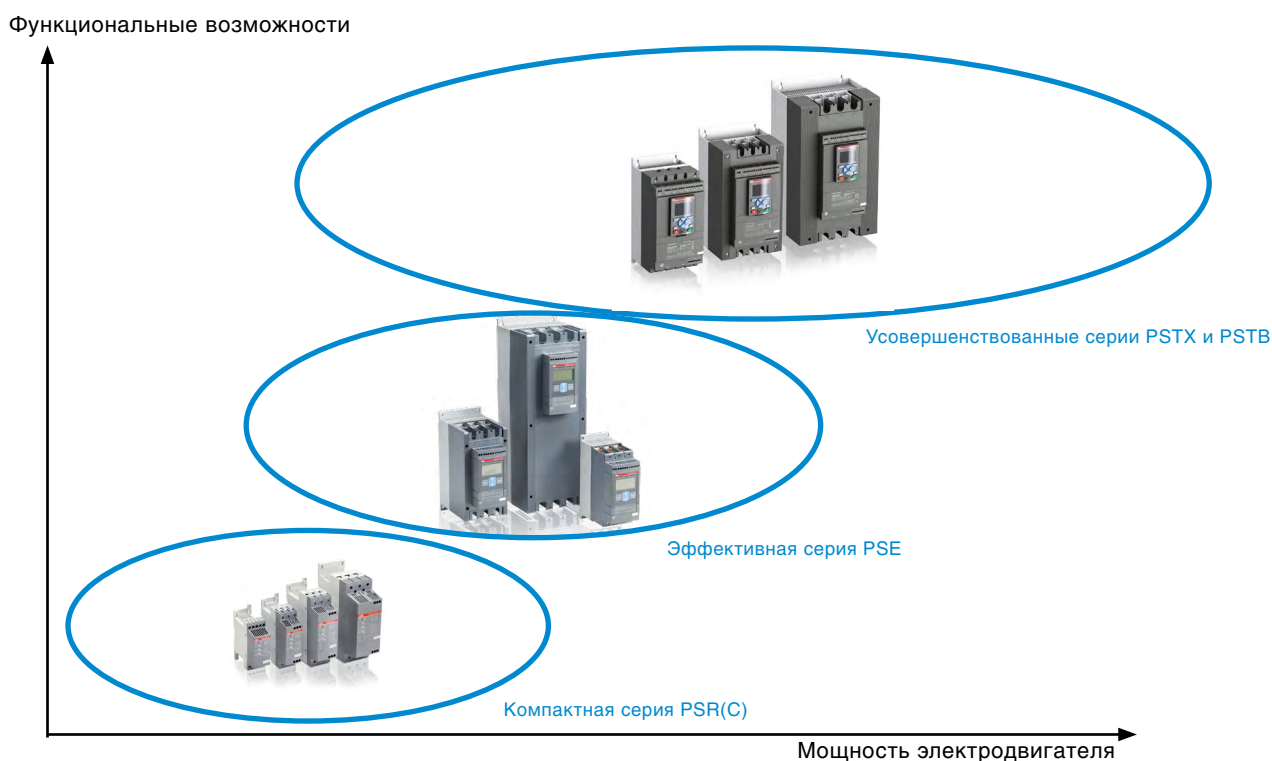 Функциональные возможности
Усовершенствованные серии PSTX и PSTB
Эффективная серия PSE
Компактная серия PSR(C)
Мощность электродвигателя